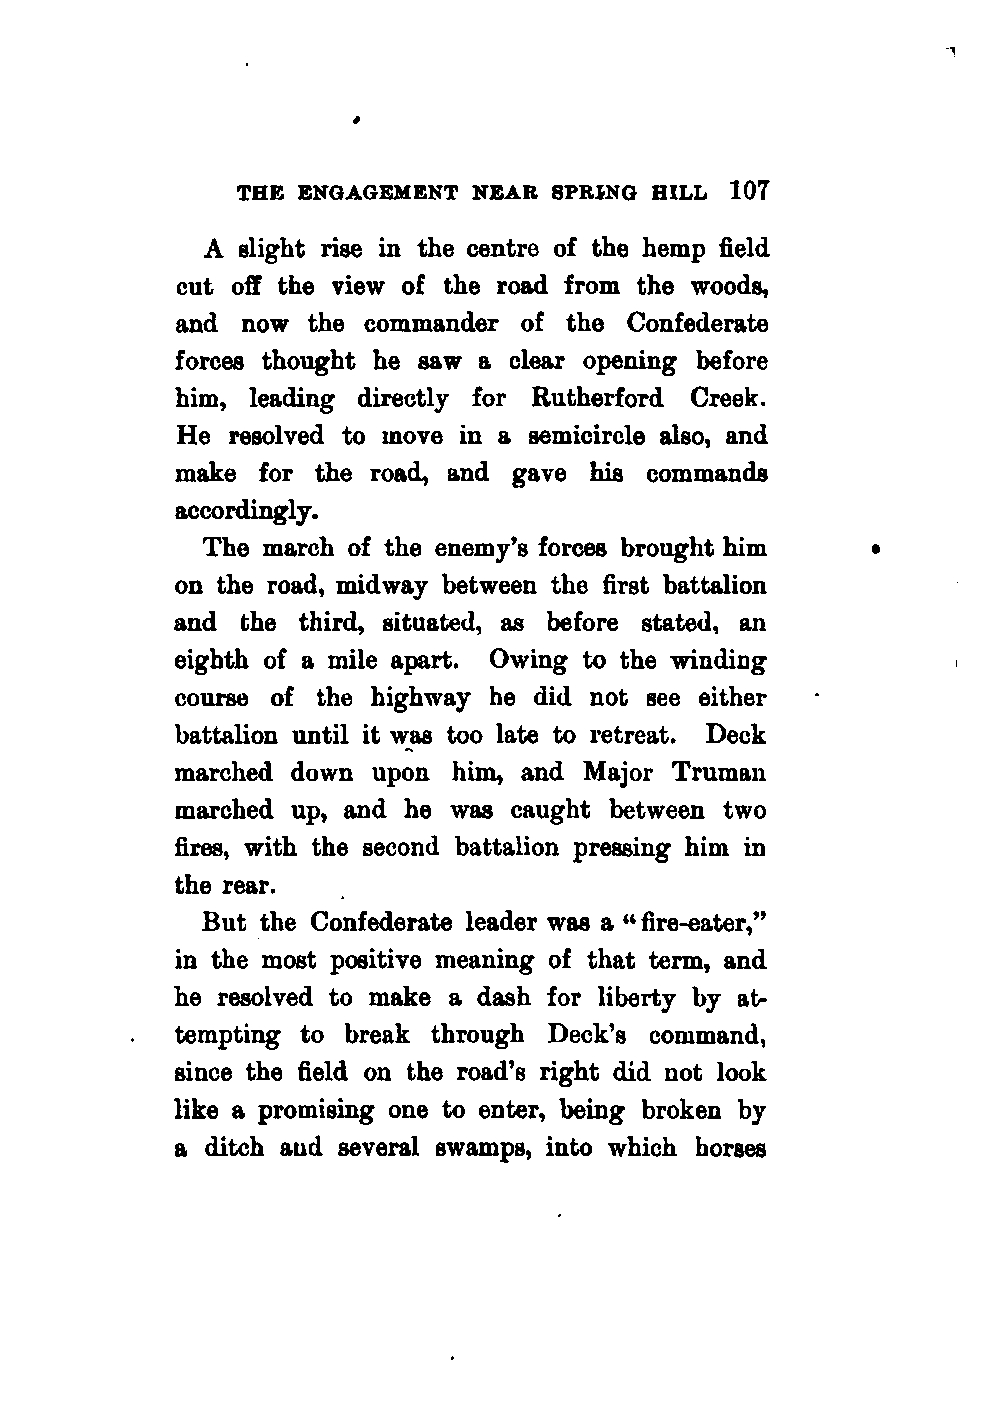 THE ENGAGEMENT NEAR SPRING HILL 107
A slight rise in the centre of the hemp field
cut off the view of the road from the woods,
and now the commander of the Confederate
forces thought he saw a clear opening before
him, leading directly for Rutherford Creek.
He resolved to move in a semicircle also, and
make for the road, and gave his commands
accordingly.
The march of the enemy's forces brought him
on the road, midway between the first battalion
and the third, situated, as before stated, an
eighth of a mile apart. Owing to the winding
course of the highway he did not see either
battalion until it was too late to retreat. Deck
marched down upon him, and Major Truman
marched up, and he was caught between two
fires, with the second battalion pressing him in
the rear.
But the Confederate leader was a "fire-eater,"
in the most positive meaning of that term, and
he resolved to make a dash for liberty by at-
tempting to break through Deck's command,
since the field on the road's right did not look
like a promising one to enter, being broken by
a ditch and several swamps, into which horses